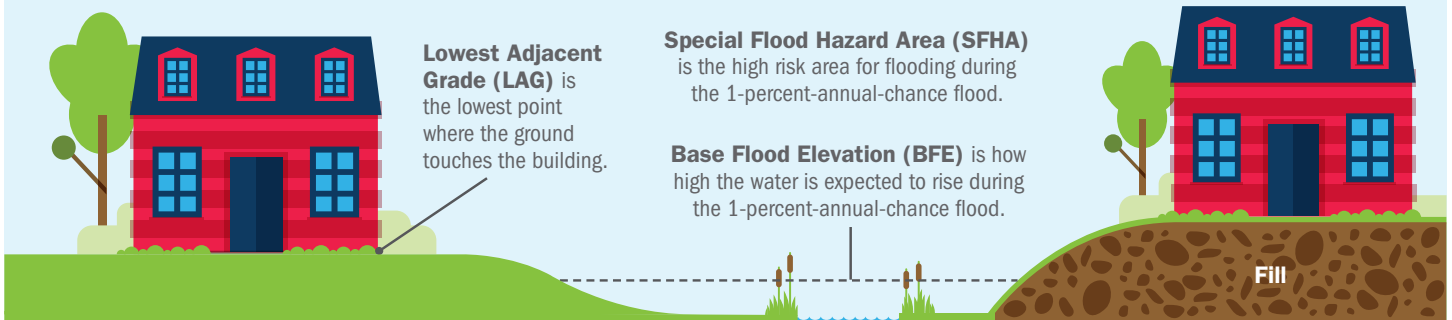 Lowest Adjacent
Grade (LAG) is
the lowest point
where the ground
touches the building.
Special Flood Hazard Area (SFHA)
is the high risk area for flooding during
the 1-percent-annual-chance flood.
Base Flood Elevation (BFE) is how
high the water is expected to rise during
the 1-percent-annual-chance flood.
Fill